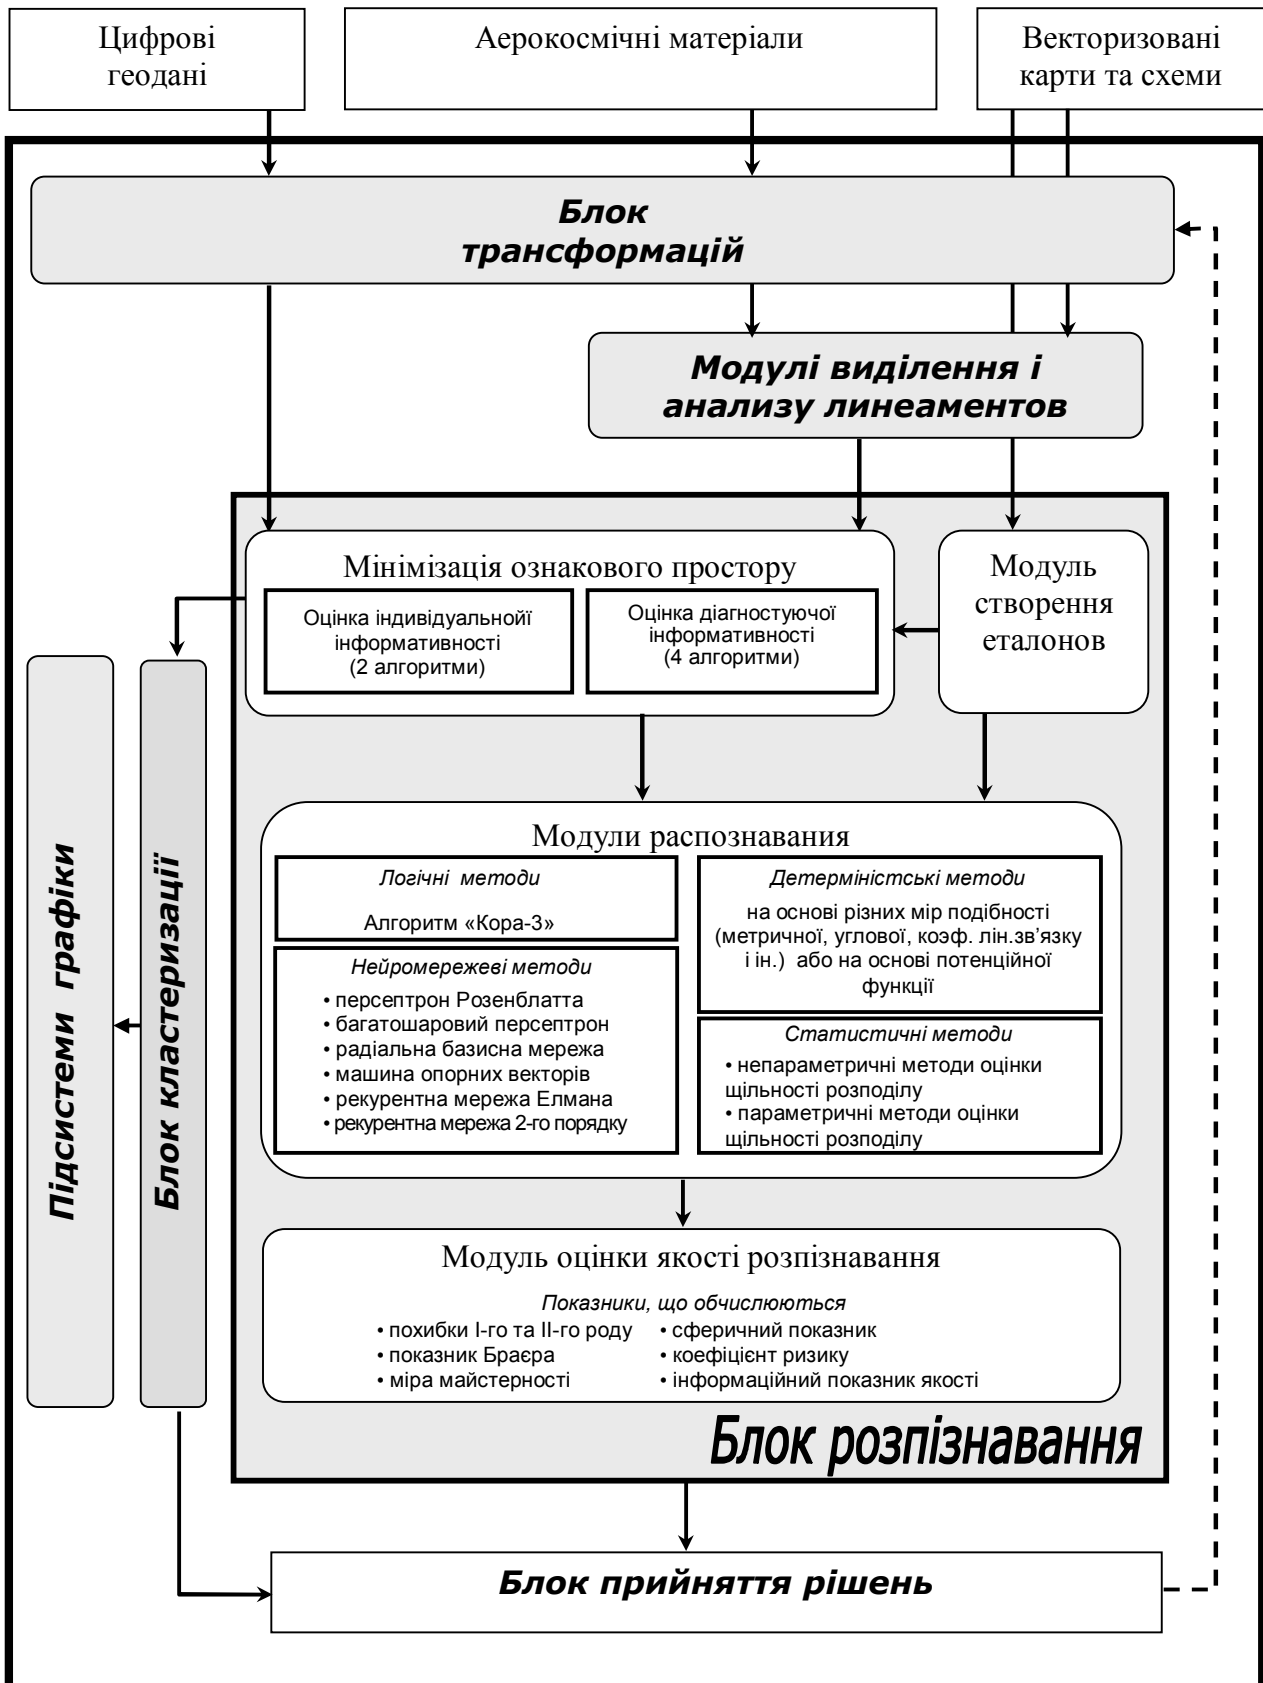 Цифрові
геодані
Аерокосмічні матеріали
Векторизовані
карти та схеми
Блок
трансформацій
Модулі виділення і
анализу линеаментов
Мінімізація ознакового простору
Оцінка індивідуальнойі
інформативності
(2 алгоритми)
Оцінка діагностуючої
інформативності
(4 алгоритми)
Модуль
створення
еталонов
Підсистеми графіки
Блок кластеризації
Модули распознавания
Логічні методи
Алгоритм «Кора-3»
Нейромережеві методи
• персептрон Розенблатта
• багатошаровий персептрон
• радіальна базисна мережа
• машина опорних векторів
• рекурентна мережа Елмана
• рекурентна мережа 2-го порядку
Детерміністські методи
на основі різних мір подібності
(метричної, углової, коэф. лін.зв’язку
і ін.) або на основі потенційної
функції
Статистичні методи
• непараметричні методи оцінки
щільності розподілу
• параметричні методи оцінки
щільності розподілу
Модуль оцінки якості розпізнавання
Показники, що обчислюються
• похибки І-го та ІІ-го роду
• показник Браєра
• міра майстерності
• сферичний показник
• коефіцієнт ризику
• інформаційний показник якості
Блок розпізнавання
Блок прийняття рішень